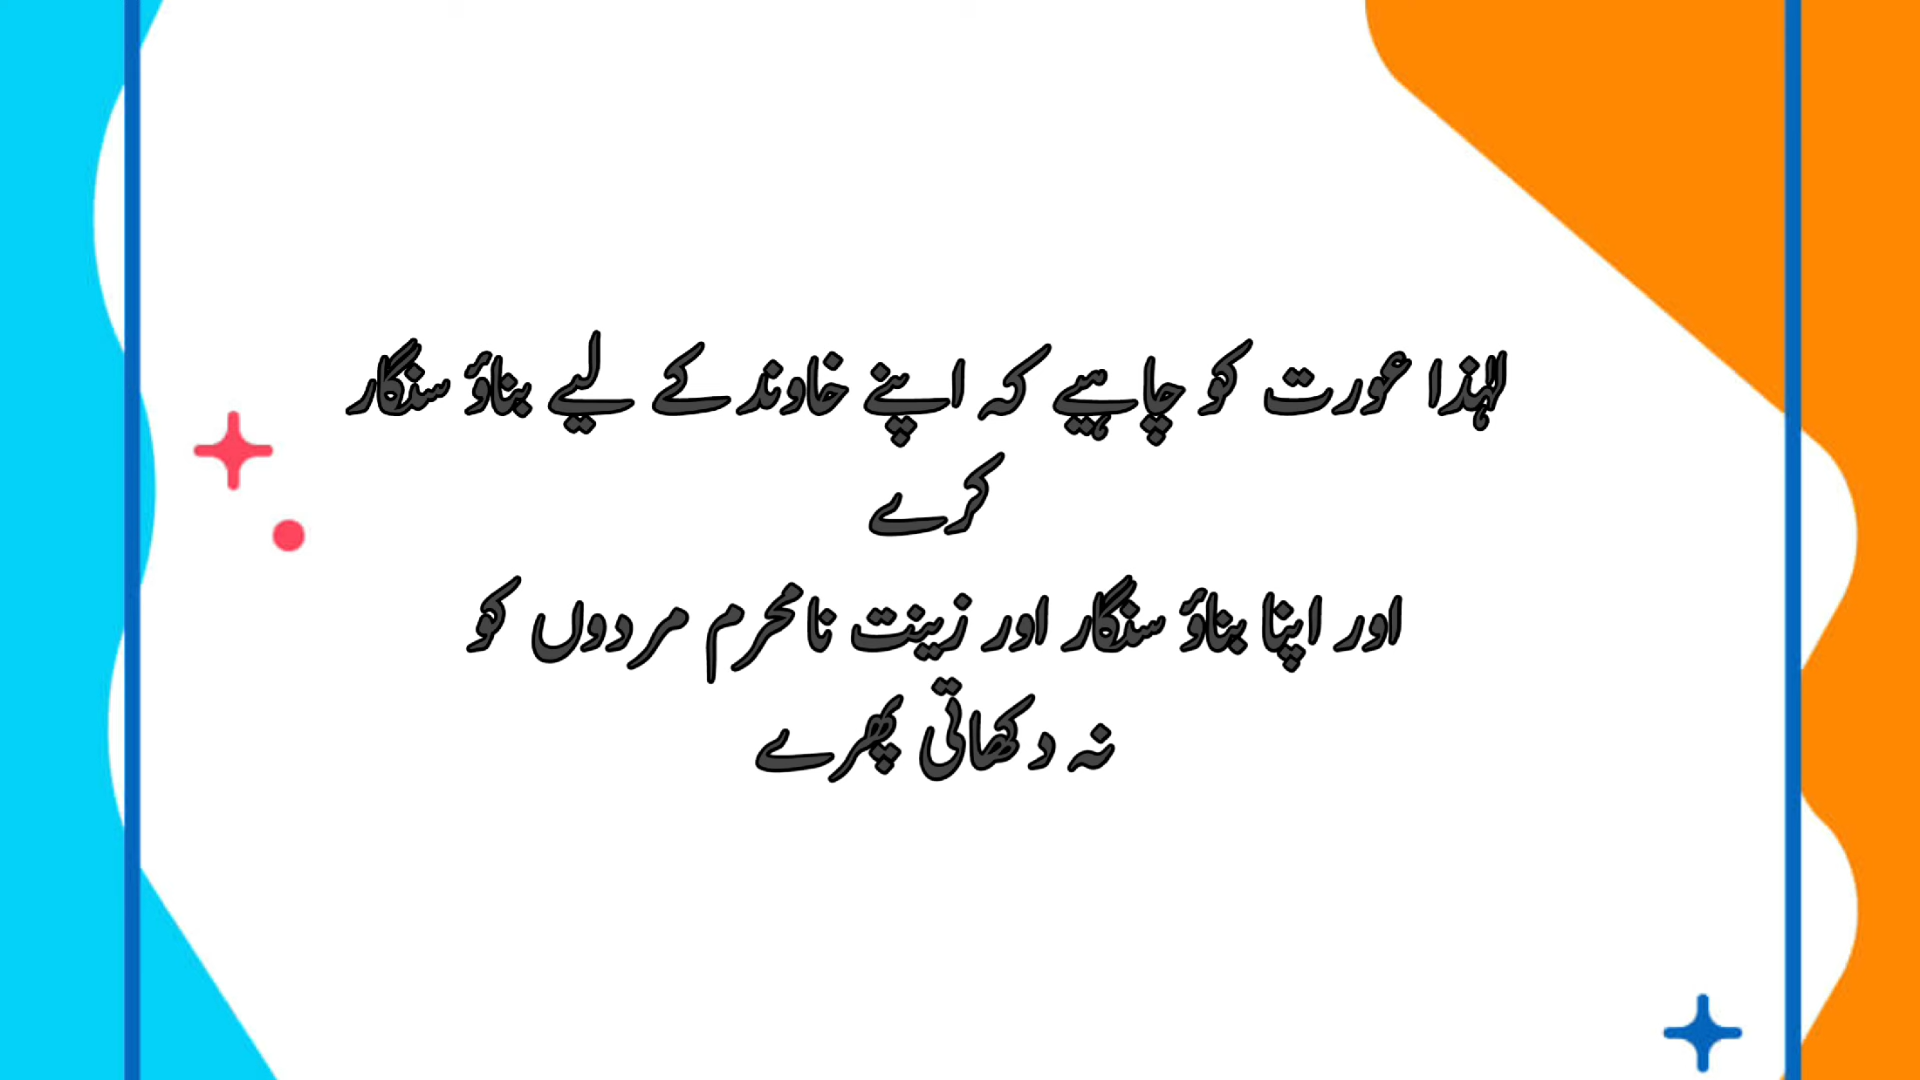 لہٰذا عورت کو چاہیے کہ اپنے خاوند کے لیے بناؤ سنگار
کرے
اور اپنا بناؤ سنگار اور زینت نامحرم مردوں کو
نہ دکھاتی پھرے